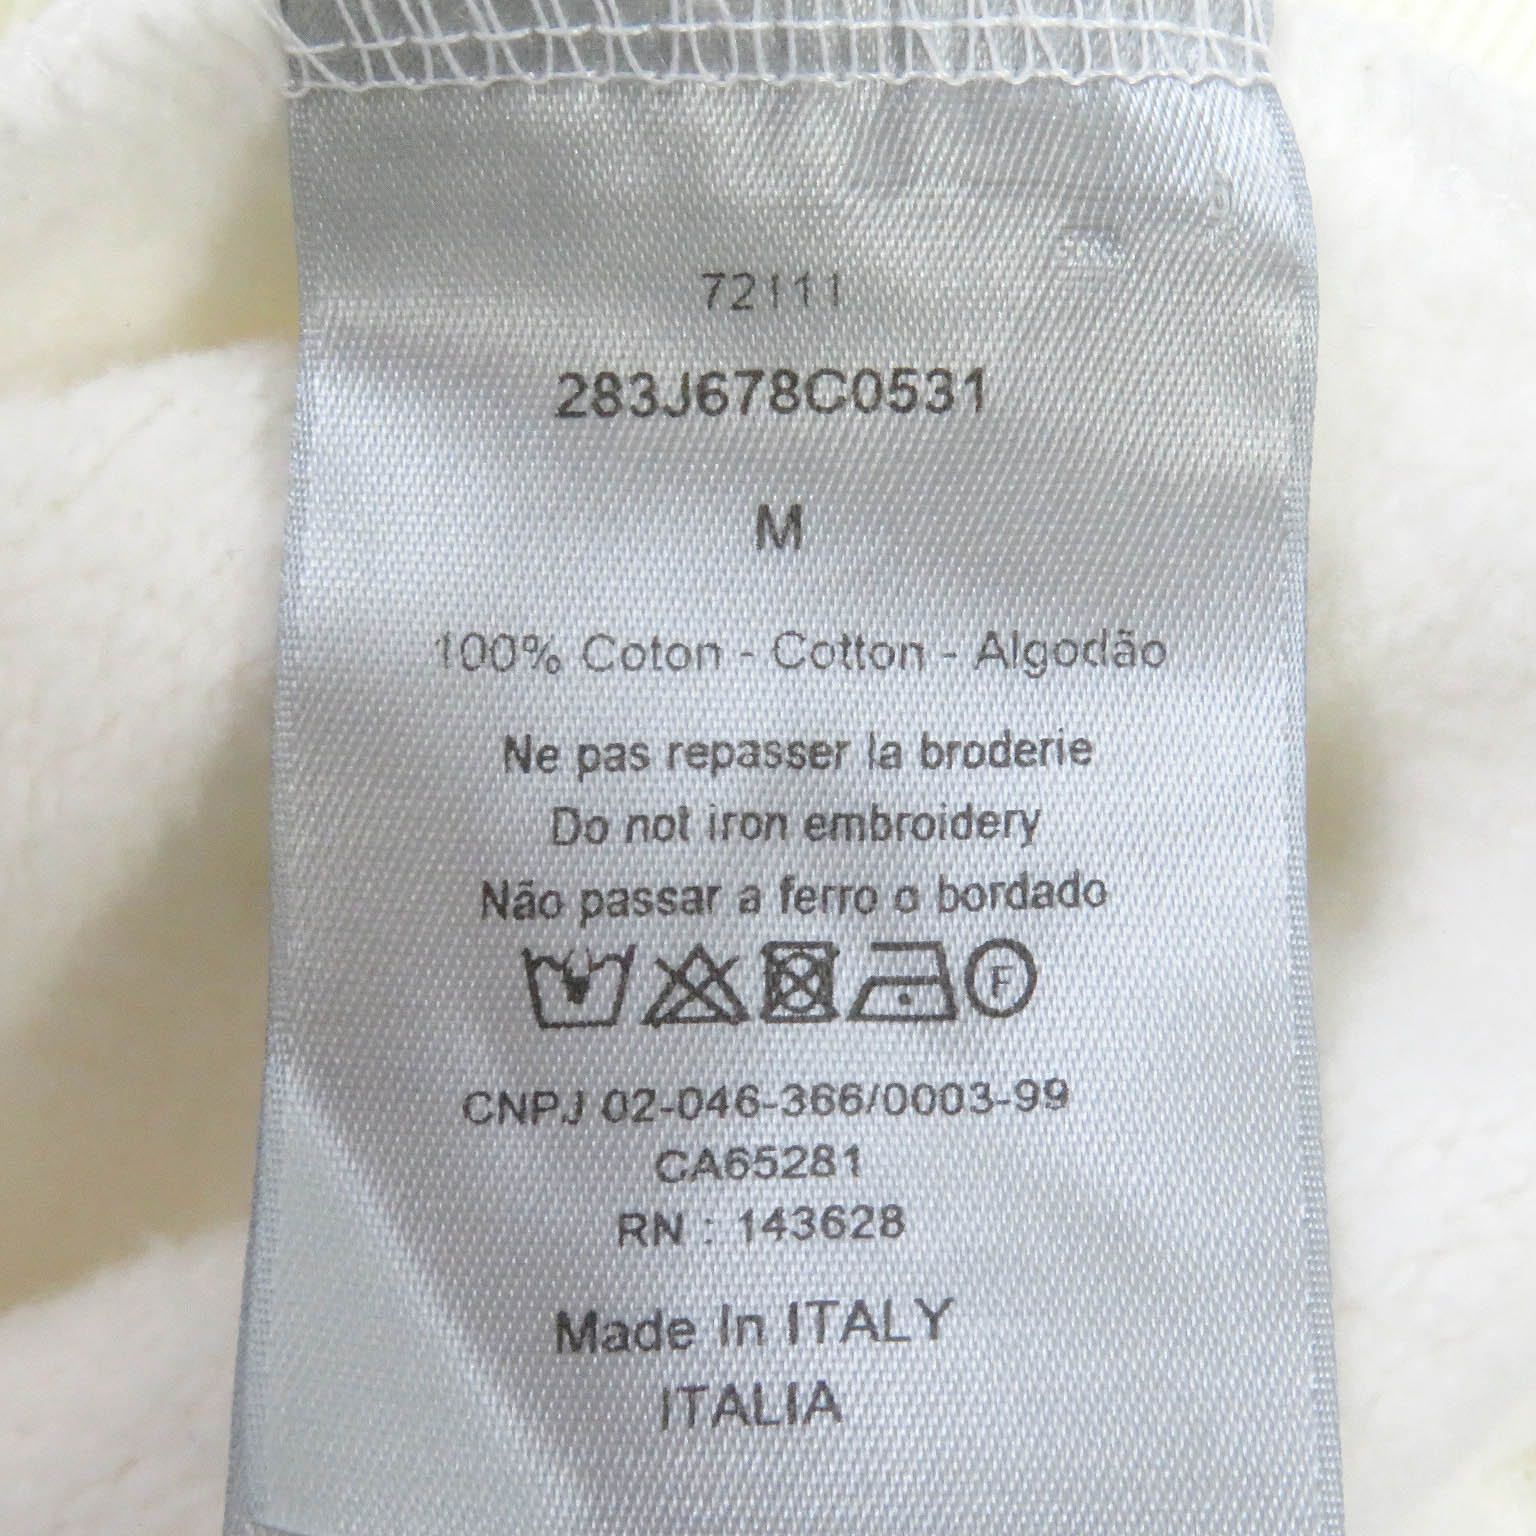 72111
283J678C0531
M
100% Coton - Cotton - Algodão
Ne pas repasser la broderie
Do not iron embroidery
Não passar a ferro o bordado
F
CNPJ 02-046-366/0003-99
CA65281
RN : 143628
Made In ITALY
ITALIA